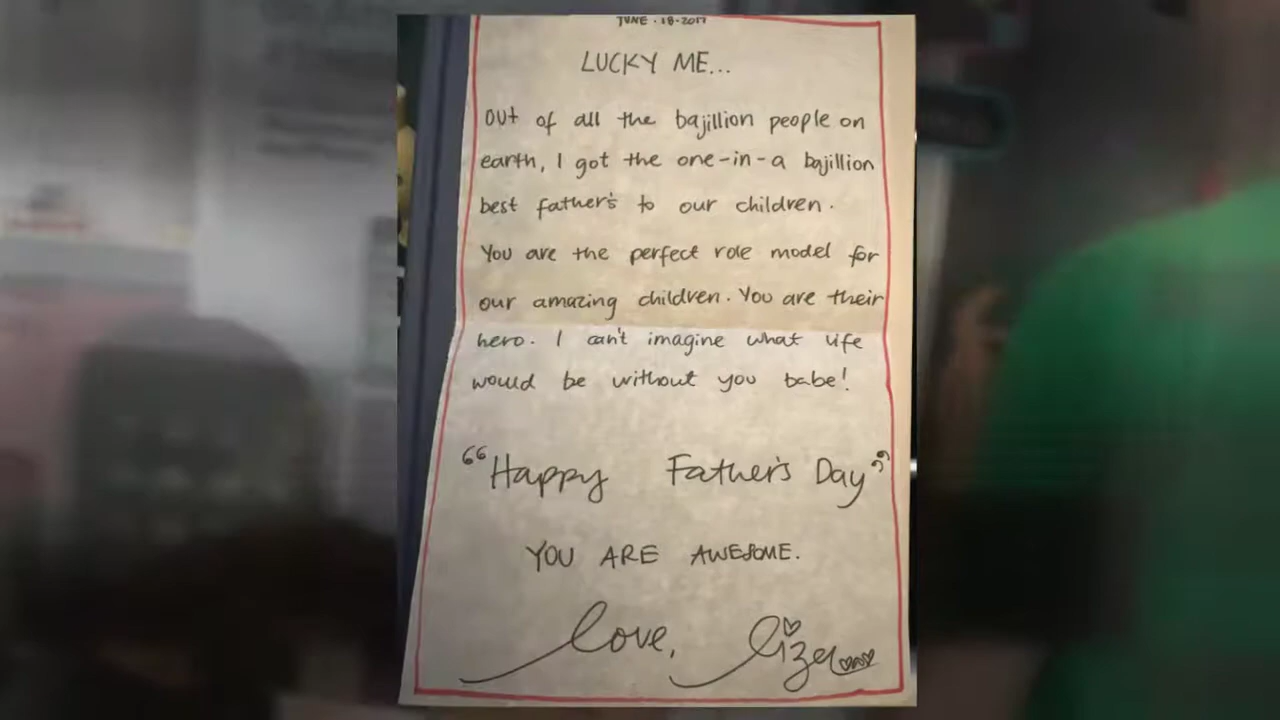 JUNE · 18 - 2017
LUCKY ME...
out of all the bajillion people on
earth, I got the one-in-a bajillion
best father's to our children.
You are the perfect role model for
our amazing children. You are their
hero. I can't imagine what life
would be without you babe!
"Happy Father's Day"
YOU ARE AWESOME.
Love, Liza